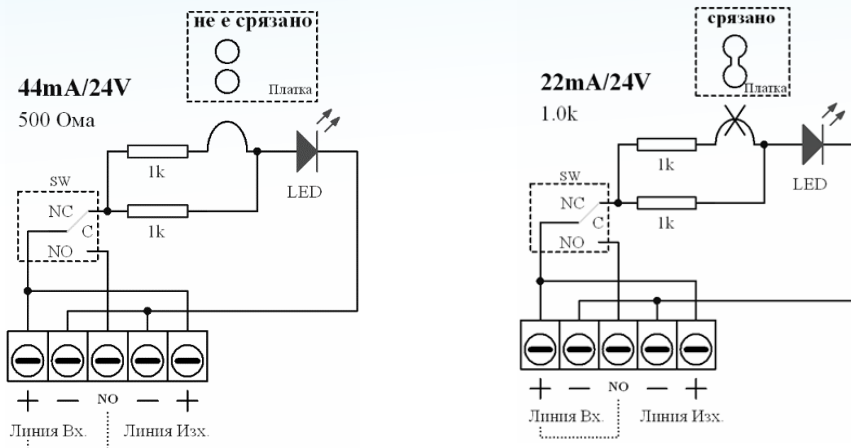 не е срязано
Платка
44mA/24V
500 Ома
1k
LED
SW
NC
C
1k
NO
+ − NO − +
Линия Вх. Линия Изх.
срязано
Платка
22mA/24V
1.0k
1k
LED
SW
NC
C
1k
NO
+ − NO − +
Линия Вх. Линия Изх.